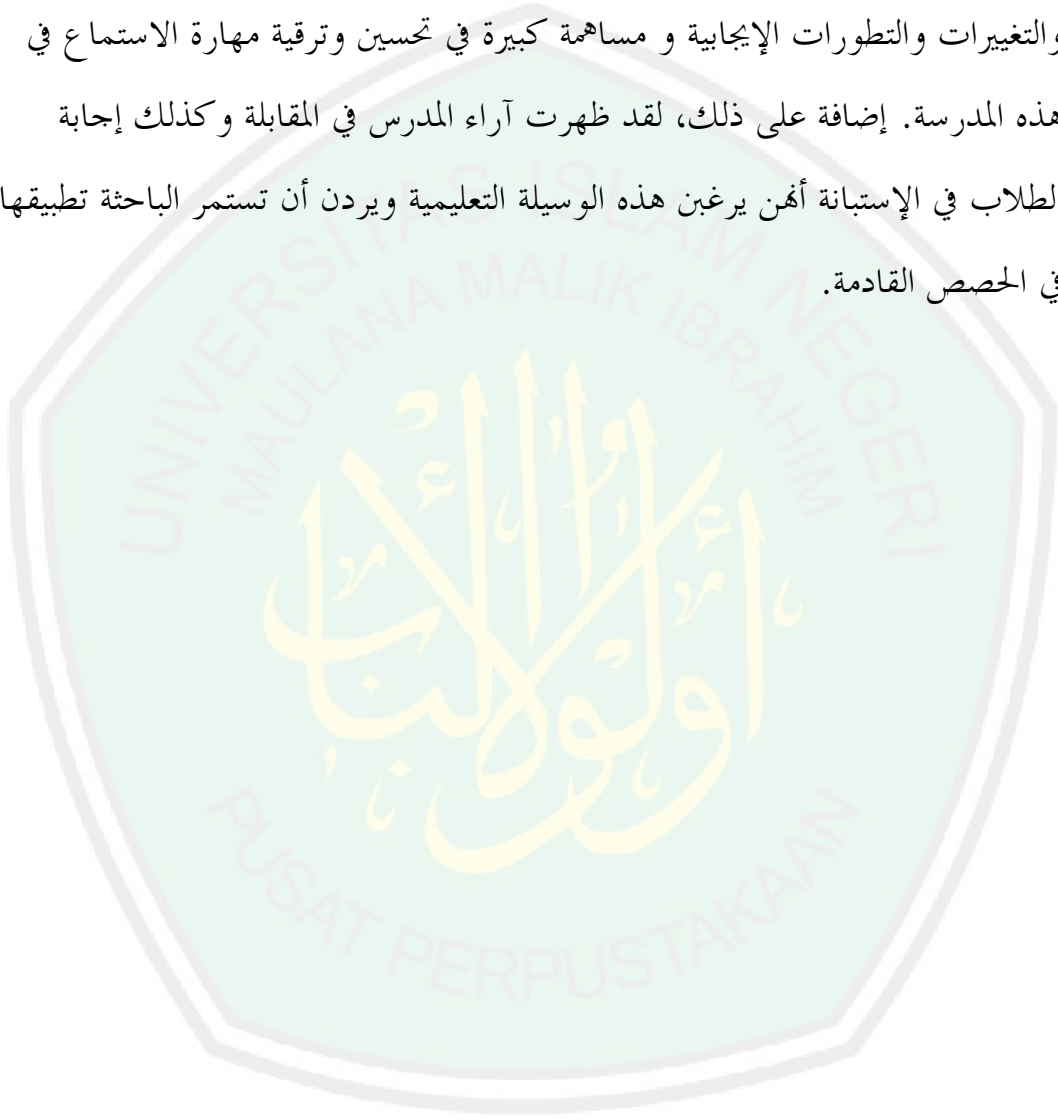 والتغييرات والتطورات الإيجابية و مساهمة كبيرة في تحسين وترقية مهارة الاستماع في
هذه المدرسة. إضافة على ذلك، لقد ظهرت آراء المدرس في المقابلة وكذلك إجابة
الطلاب في الإستبانة أنهن يرغبن هذه الوسيلة التعليمية ويردن أن تستمر الباحثة تطبيقها
في الحصص القادمة.
UNIVERSITAS ISLAM NEGERI
MAULANA MALIK IBRAHIM
أولوا الألباب
PUSAT PERPUSTAKAAN